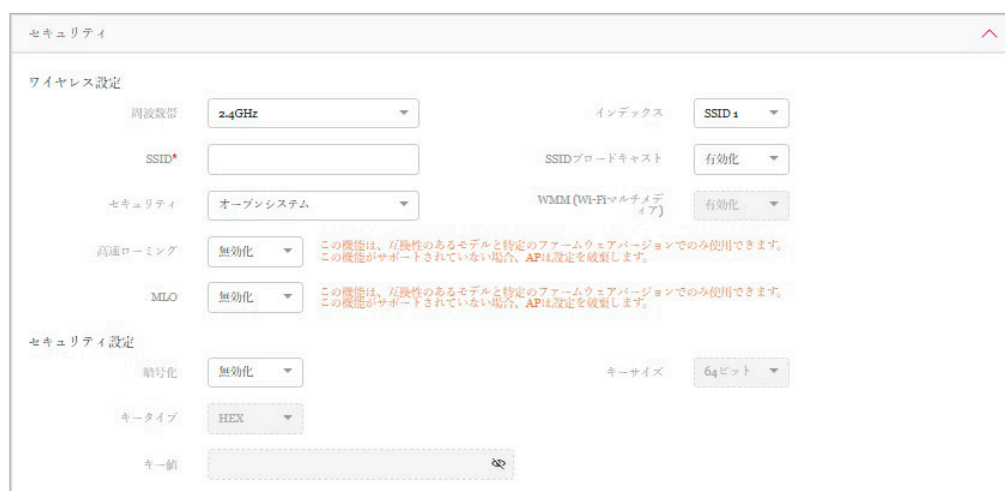 セキュリティ
ワイヤレス設定
周波数帯 2.4GHz インデックス SSID 1
SSID* SSIDブロードキャスト 有効化
セキュリティ オープンシステム WMM (Wi-Fiマルチメデ
ィア) 有効化
高速ローミング 無効化 この機能は、互換性のあるモデルと特定のファームウェアバージョンでのみ使用できます。
この機能がサポートされていない場合、APは設定を破棄します。
MLO 無効化 この機能は、互換性のあるモデルと特定のファームウェアバージョンでのみ使用できます。
この機能がサポートされていない場合、APは設定を破棄します。
セキュリティ設定
暗号化 無効化 キーサイズ 64ビット
キータイプ HEX
キー値